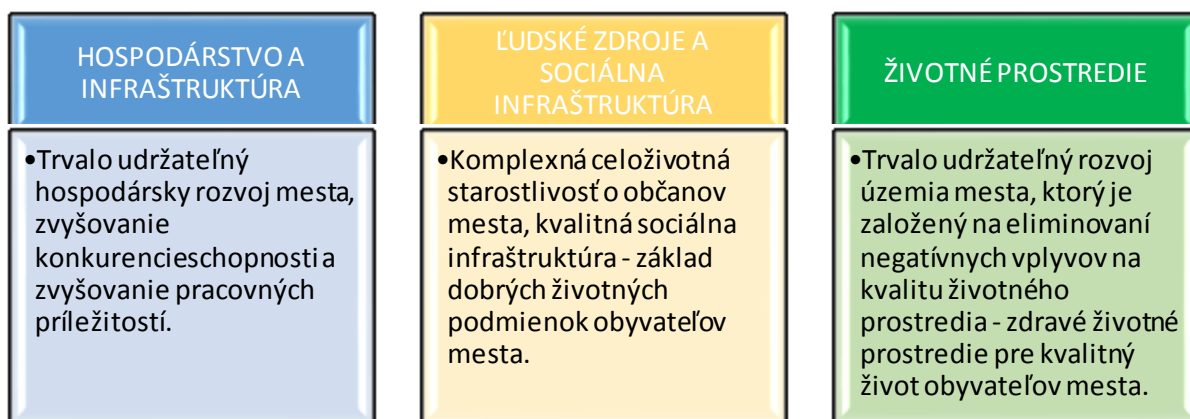 HOSPODÁRSTVO A
INFRAŠTRUKTÚRA
•Trvalo udržateľný
hospodársky rozvoj mesta,
zvyšovanie
konkurencieschopnosti a
zvyšovanie pracovných
príležitostí.
ĽUDSKÉ ZDROJE A
SOCIÁLNA
INFRAŠTRUKTÚRA
•Komplexná celoživotná
starostlivosť o občanov
mesta, kvalitná sociálna
infraštruktúra - základ
dobrých životných
podmienok obyvateľov
mesta.
ŽIVOTNÉ PROSTREDIE
•Trvalo udržateľný rozvoj
územia mesta, ktorý je
založený na eliminovaní
negatívnych vplyvov na
kvalitu životného
prostredia - zdravé životné
prostredie pre kvalitný
život obyvateľov mesta.